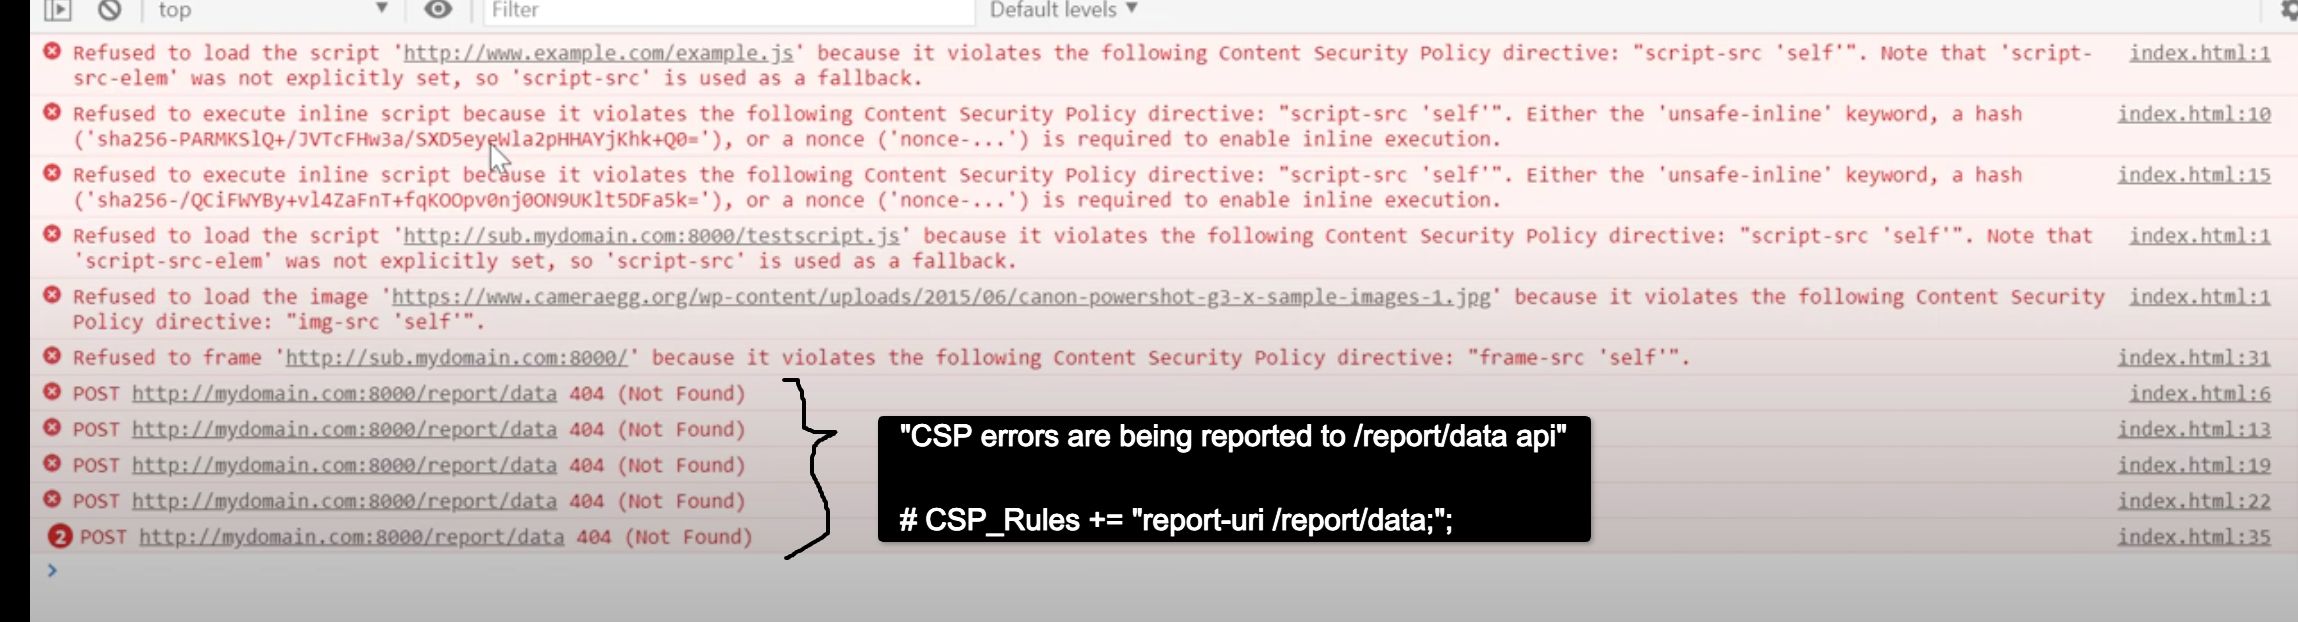 top
Filter
Default levels
Refused to load the script 'http://www.example.com/example.js' because it violates the following Content Security Policy directive: "script-src 'self'". Note that 'script- index.html:1
src-elem' was not explicitly set, so 'script-src' is used as a fallback.
Refused to execute inline script because it violates the following Content Security Policy directive: "script-src 'self'". Either the 'unsafe-inline' keyword, a hash index.html:10
('sha256-PARMKSlQ+/JVTcFHw3a/SXD5eyeWla2pHHAYjKhk+Q0='), or a nonce ('nonce-...') is required to enable inline execution.
Refused to execute inline script because it violates the following Content Security Policy directive: "script-src 'self'". Either the 'unsafe-inline' keyword, a hash index.html:15
('sha256-/QCiFWYBy+vl4ZaFnT+fqKOOpv0nj0ON9UKlt5DFa5k='), or a nonce ('nonce-...') is required to enable inline execution.
Refused to load the script 'http://sub.mydomain.com:8000/testscript.js' because it violates the following Content Security Policy directive: "script-src 'self'". Note that index.html:1
'script-src-elem' was not explicitly set, so 'script-src' is used as a fallback.
Refused to load the image 'https://www.cameraegg.org/wp-content/uploads/2015/06/canon-powershot-g3-x-sample-images-1.jpg' because it violates the following Content Security index.html:1
Policy directive: "img-src 'self'".
Refused to frame 'http://sub.mydomain.com:8000/' because it violates the following Content Security Policy directive: "frame-src 'self'". index.html:31
POST http://mydomain.com:8000/report/data 404 (Not Found) index.html:6
POST http://mydomain.com:8000/report/data 404 (Not Found) index.html:13
POST http://mydomain.com:8000/report/data 404 (Not Found) index.html:19
POST http://mydomain.com:8000/report/data 404 (Not Found) index.html:22
2 POST http://mydomain.com:8000/report/data 404 (Not Found) index.html:35
"CSP errors are being reported to /report/data api"
# CSP_Rules += "report-uri /report/data;";